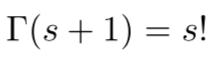 Γ(s + 1) = s!